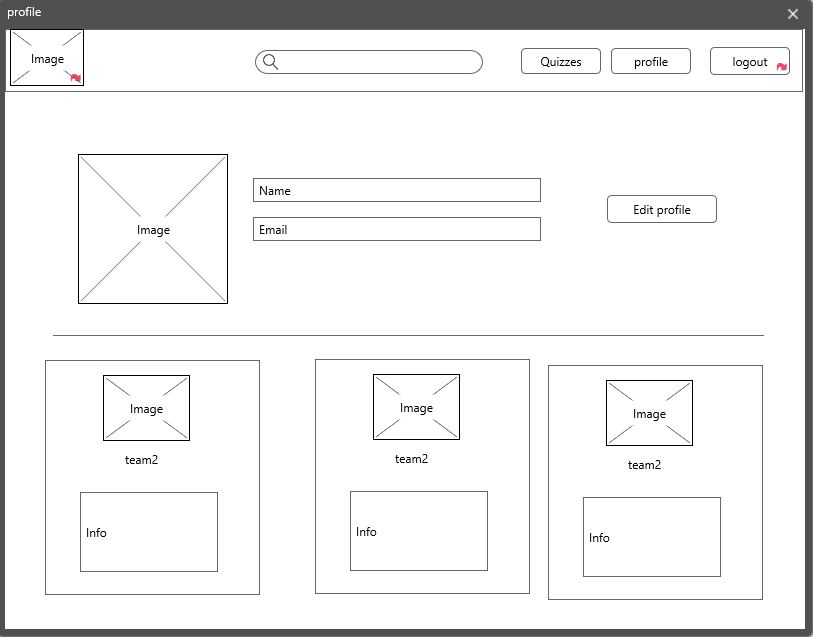 profile
Image
Quizzes
profile
logout
Image
Name
Email
Edit profile
Image
team2
Info
Image
team2
Info
Image
team2
Info